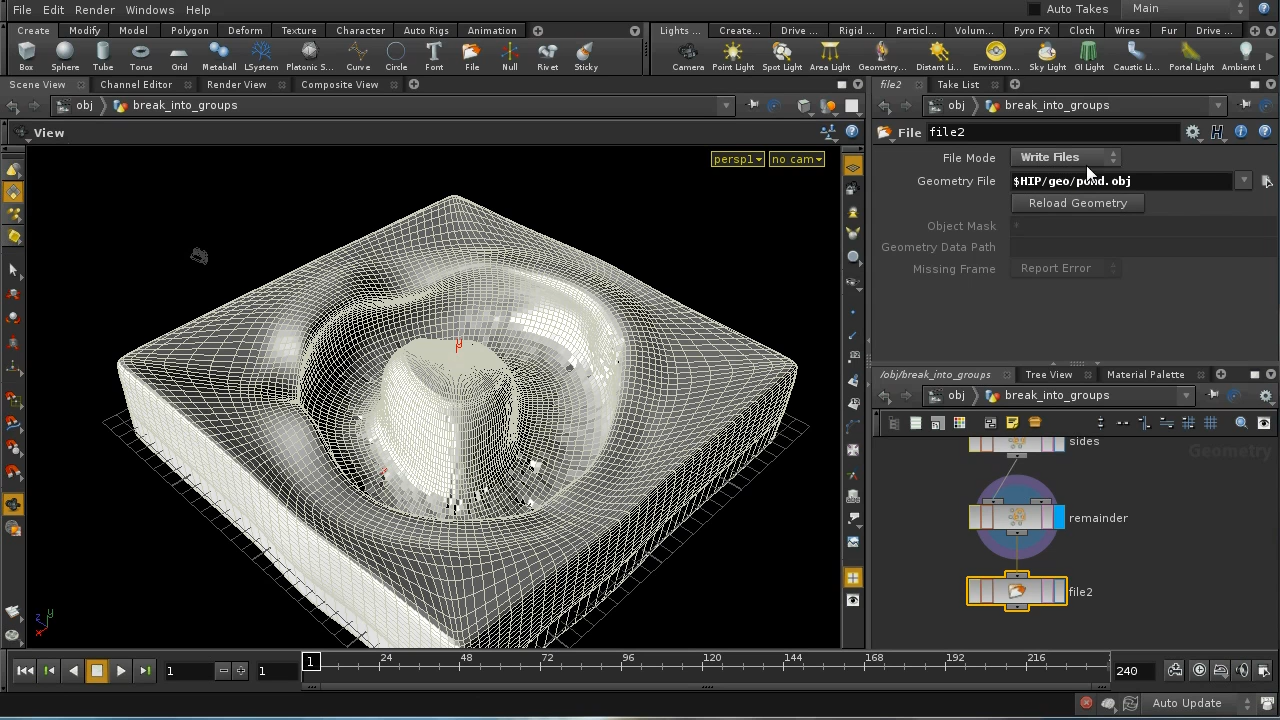 File Edit Render Windows Help Auto Takes Main
Create Modify Model Polygon Deform Texture Character Auto Rigs Animation Lights ... Create... Drive ... Rigid ... Particl... Volum... Pyro FX Cloth Wires Fur Drive ...
Box Sphere Tube Torus Grid Metaball LSystem Platonic S... Curve Circle Font File Null Rivet Sticky Camera Point Light Spot Light Area Light Geometry... Distant Li... Environm... Sky Light GI Light Caustic Li... Portal Light Ambient L
Scene View Channel Editor Render View Composite View file2 Take List
obj break_into_groups obj break_into_groups
View File file2
persp1 no cam File Mode Write Files
Geometry File $HIP/geo/pond.obj
Reload Geometry
Object Mask *
Geometry Data Path
Missing Frame Report Error
y
/obj/break_into_groups Tree View Material Palette
obj break_into_groups
sides
Geometry
remainder
file2
z y x
1 1 1 24 48 72 96 120 144 168 192 216 240
Auto Update